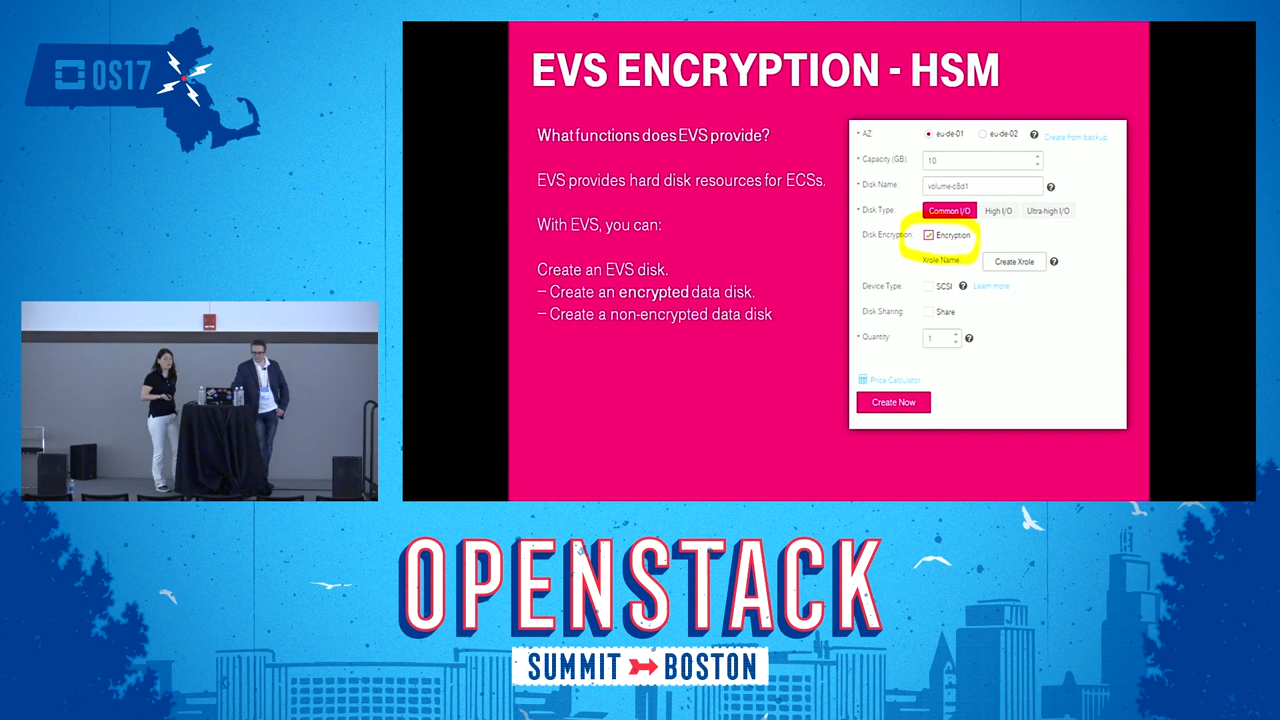 OS17
EVS ENCRYPTION - HSM
What functions does EVS provide?
EVS provides hard disk resources for ECSs.
With EVS, you can:
Create an EVS disk.
– Create an encrypted data disk.
– Create a non-encrypted data disk
* AZ: eu-de-01 eu-de-02 ? Create from backup
* Capacity (GB): 10
* Disk Name: volume-c8d1 ?
* Disk Type: Common I/O High I/O Ultra-high I/O
Disk Encryption: Encryption
Xrole Name: Create Xrole ?
Device Type: SCSI ? Learn more
Disk Sharing: Share
* Quantity: 1 ?
Price Calculator
Create Now
OPENSTACK
SUMMIT BOSTON